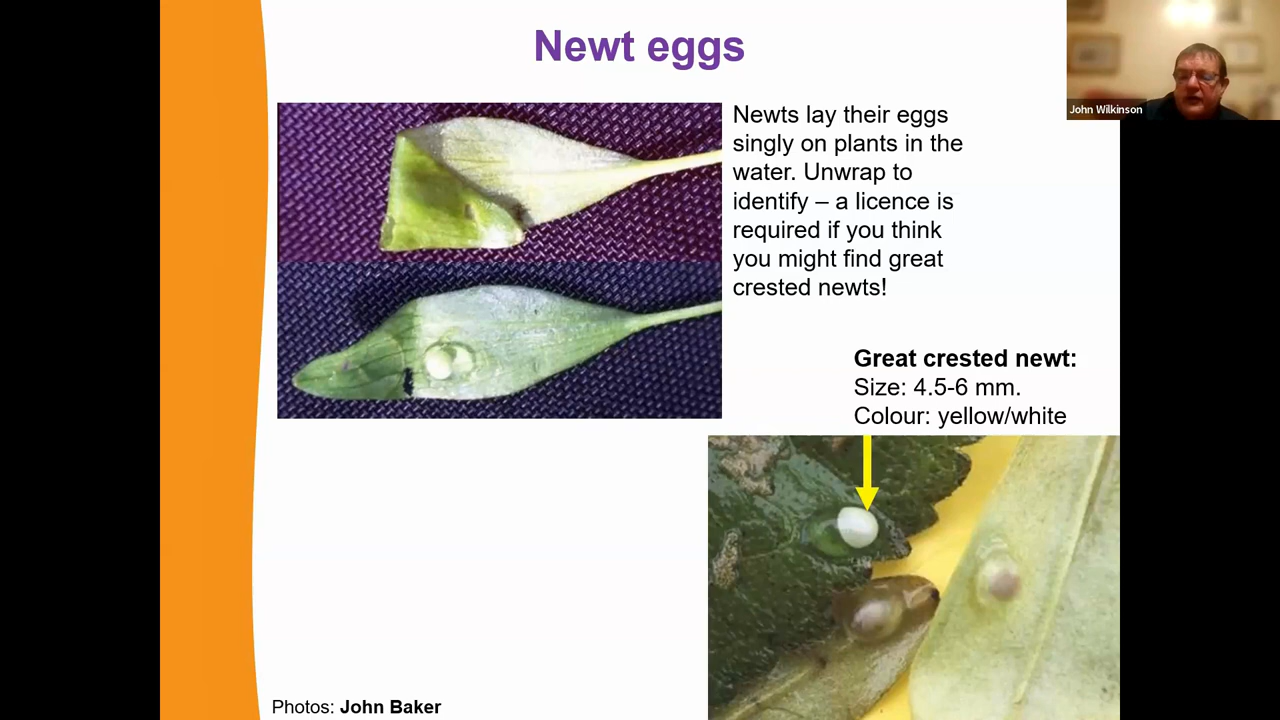 Newt eggs
John Wilkinson
Newts lay their eggs
singly on plants in the
water. Unwrap to
identify – a licence is
required if you think
you might find great
crested newts!
Great crested newt:
Size: 4.5-6 mm.
Colour: yellow/white
Photos: John Baker